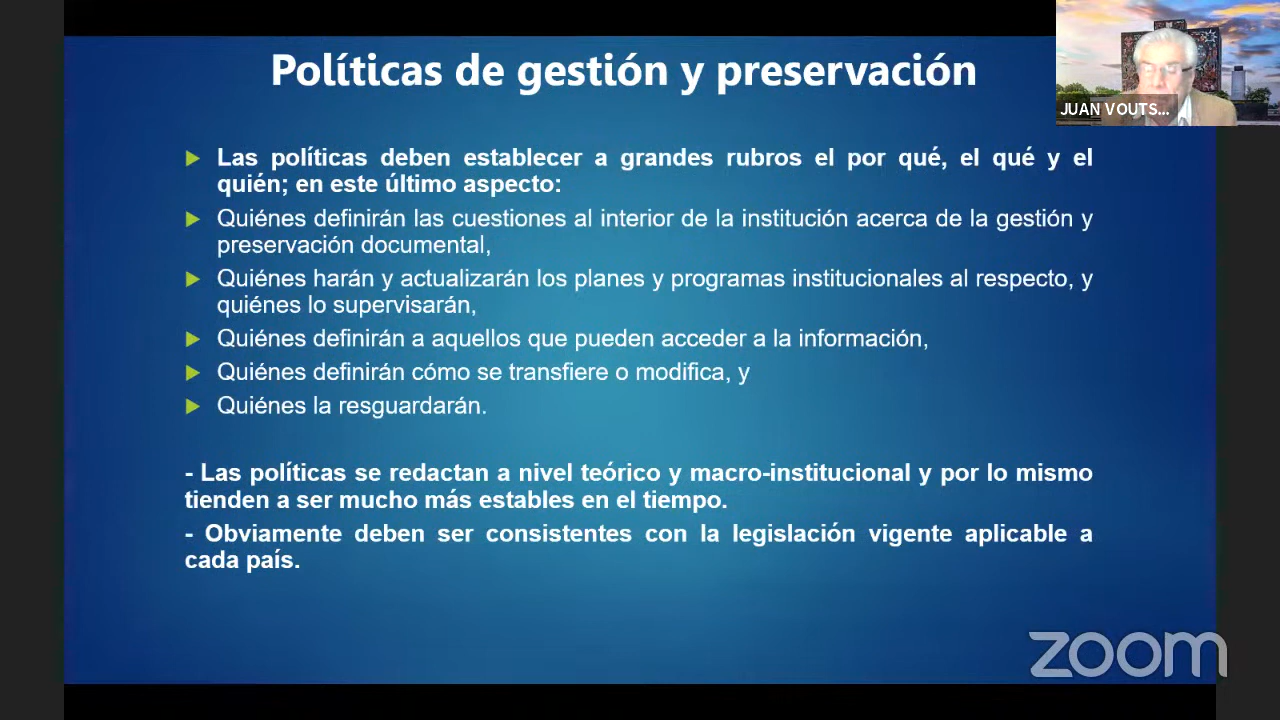 Políticas de gestión y preservación
JUAN VOUTS...
Las políticas deben establecer a grandes rubros el por qué, el qué y el
quién; en este último aspecto:
Quiénes definirán las cuestiones al interior de la institución acerca de la gestión y
preservación documental,
Quiénes harán y actualizarán los planes y programas institucionales al respecto, y
quiénes lo supervisarán,
Quiénes definirán a aquellos que pueden acceder a la información,
Quiénes definirán cómo se transfiere o modifica, y
Quiénes la resguardarán.
- Las políticas se redactan a nivel teórico y macro-institucional y por lo mismo
tienden a ser mucho más estables en el tiempo.
- Obviamente deben ser consistentes con la legislación vigente aplicable a
cada país.
zoom